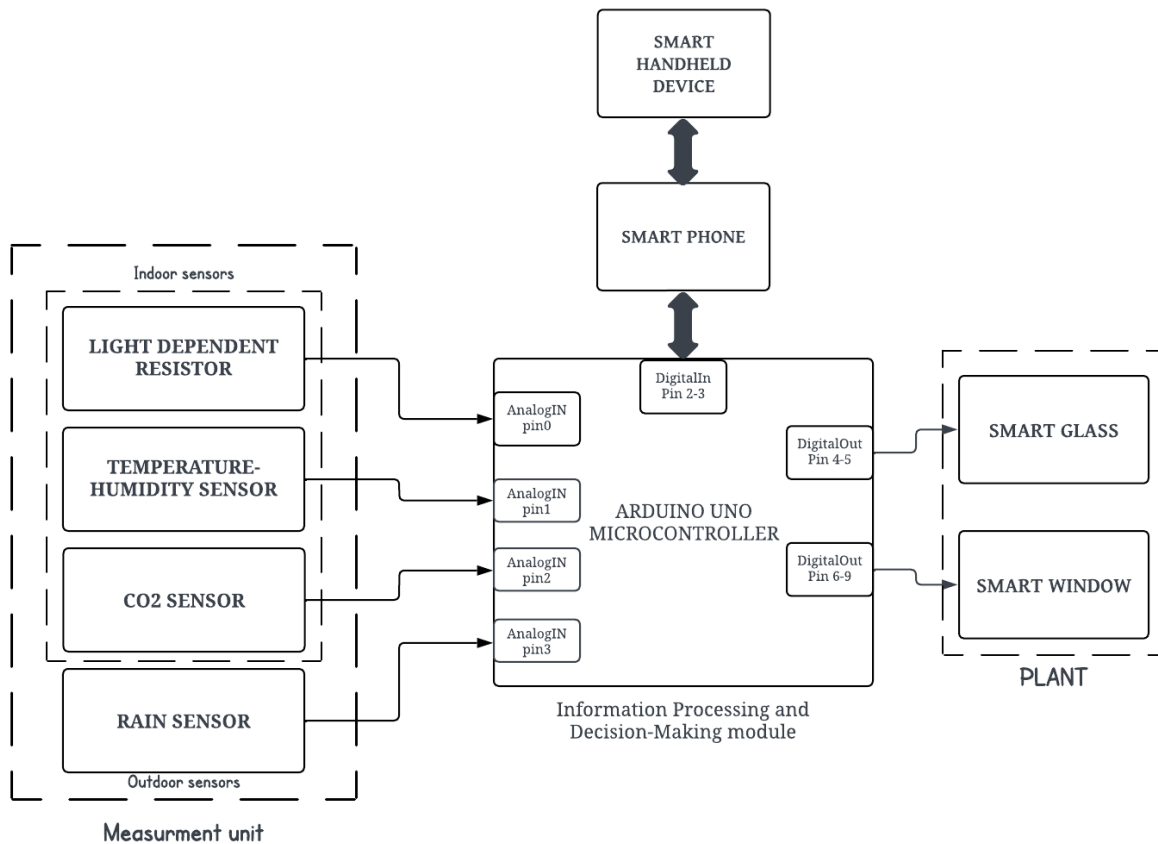 SMART
HANDHELD
DEVICE
SMART PHONE
Indoor sensors
LIGHT DEPENDENT
RESISTOR
TEMPERATURE-
HUMIDITY SENSOR
CO2 SENSOR
RAIN SENSOR
Outdoor sensors
Measurment unit
DigitalIn
Pin 2-3
AnalogIN
pin0
AnalogIN
pin1
AnalogIN
pin2
AnalogIN
pin3
ARDUINO UNO
MICROCONTROLLER
DigitalOut
Pin 4-5
DigitalOut
Pin 6-9
Information Processing and
Decision-Making module
SMART GLASS
SMART WINDOW
PLANT